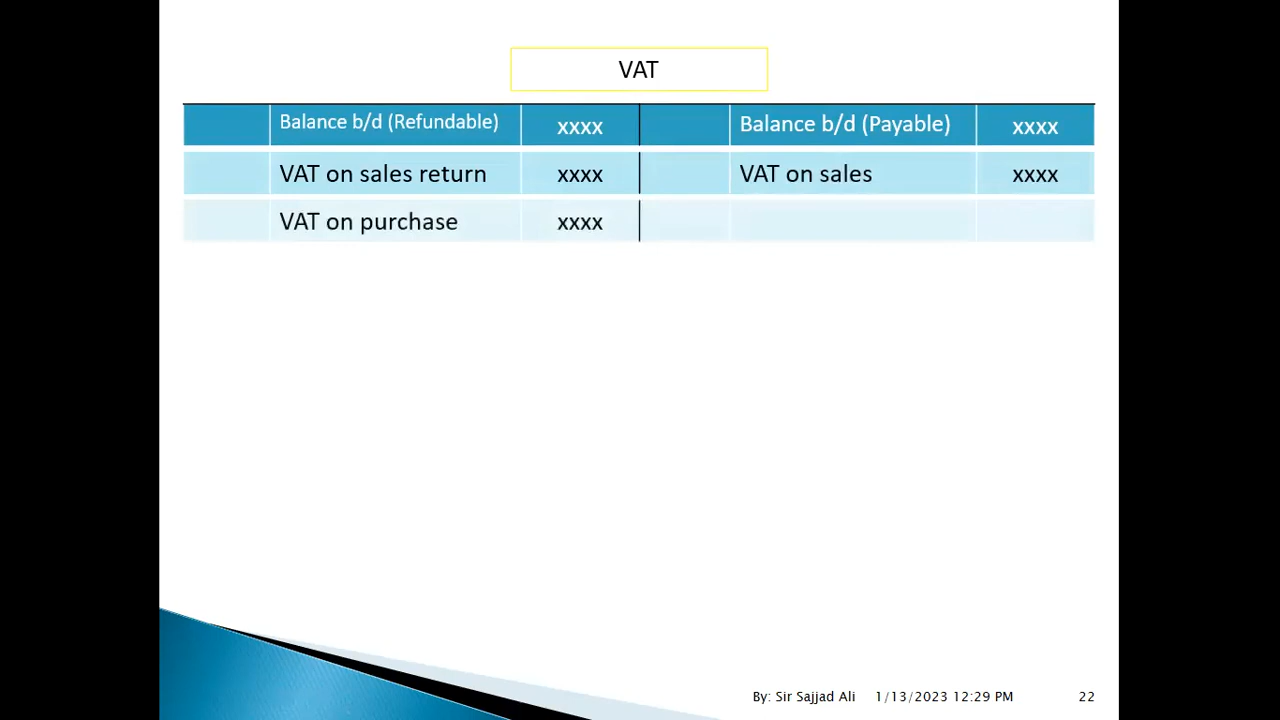 VAT
Balance b/d (Refundable) xxxx Balance b/d (Payable) xxxx
VAT on sales return xxxx VAT on sales xxxx
VAT on purchase xxxx
By: Sir Sajjad Ali 1/13/2023 12:29 PM 22